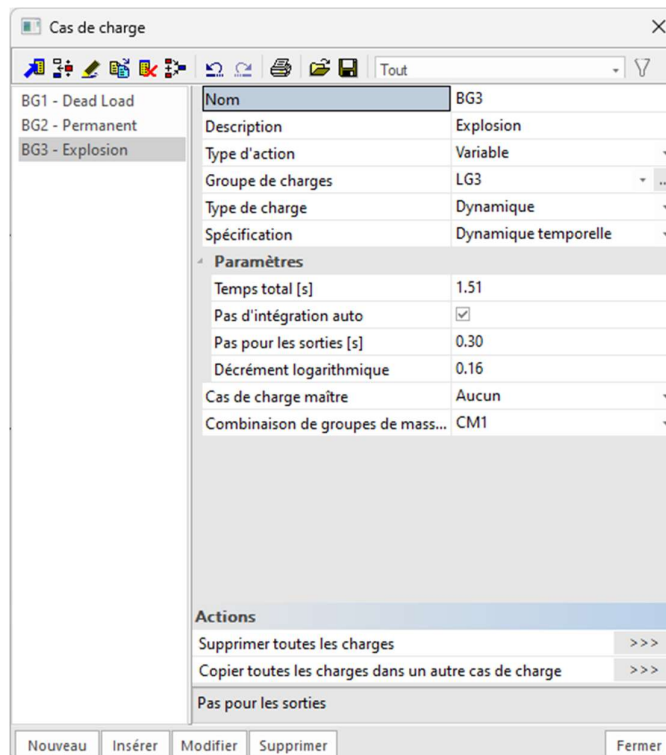 Cas de charge
Tout
BG1 - Dead Load
BG2 - Permanent
BG3 - Explosion
Nom BG3
Description Explosion
Type d'action Variable
Groupe de charges LG3
Type de charge Dynamique
Spécification Dynamique temporelle
Paramètres
Temps total [s] 1.51
Pas d'intégration auto
Pas pour les sorties [s] 0.30
Décrément logarithmique 0.16
Cas de charge maître Aucun
Combinaison de groupes de mass... CM1
Actions
Supprimer toutes les charges >>>
Copier toutes les charges dans un autre cas de charge >>>
Pas pour les sorties
Nouveau Insérer Modifier Supprimer Fermer